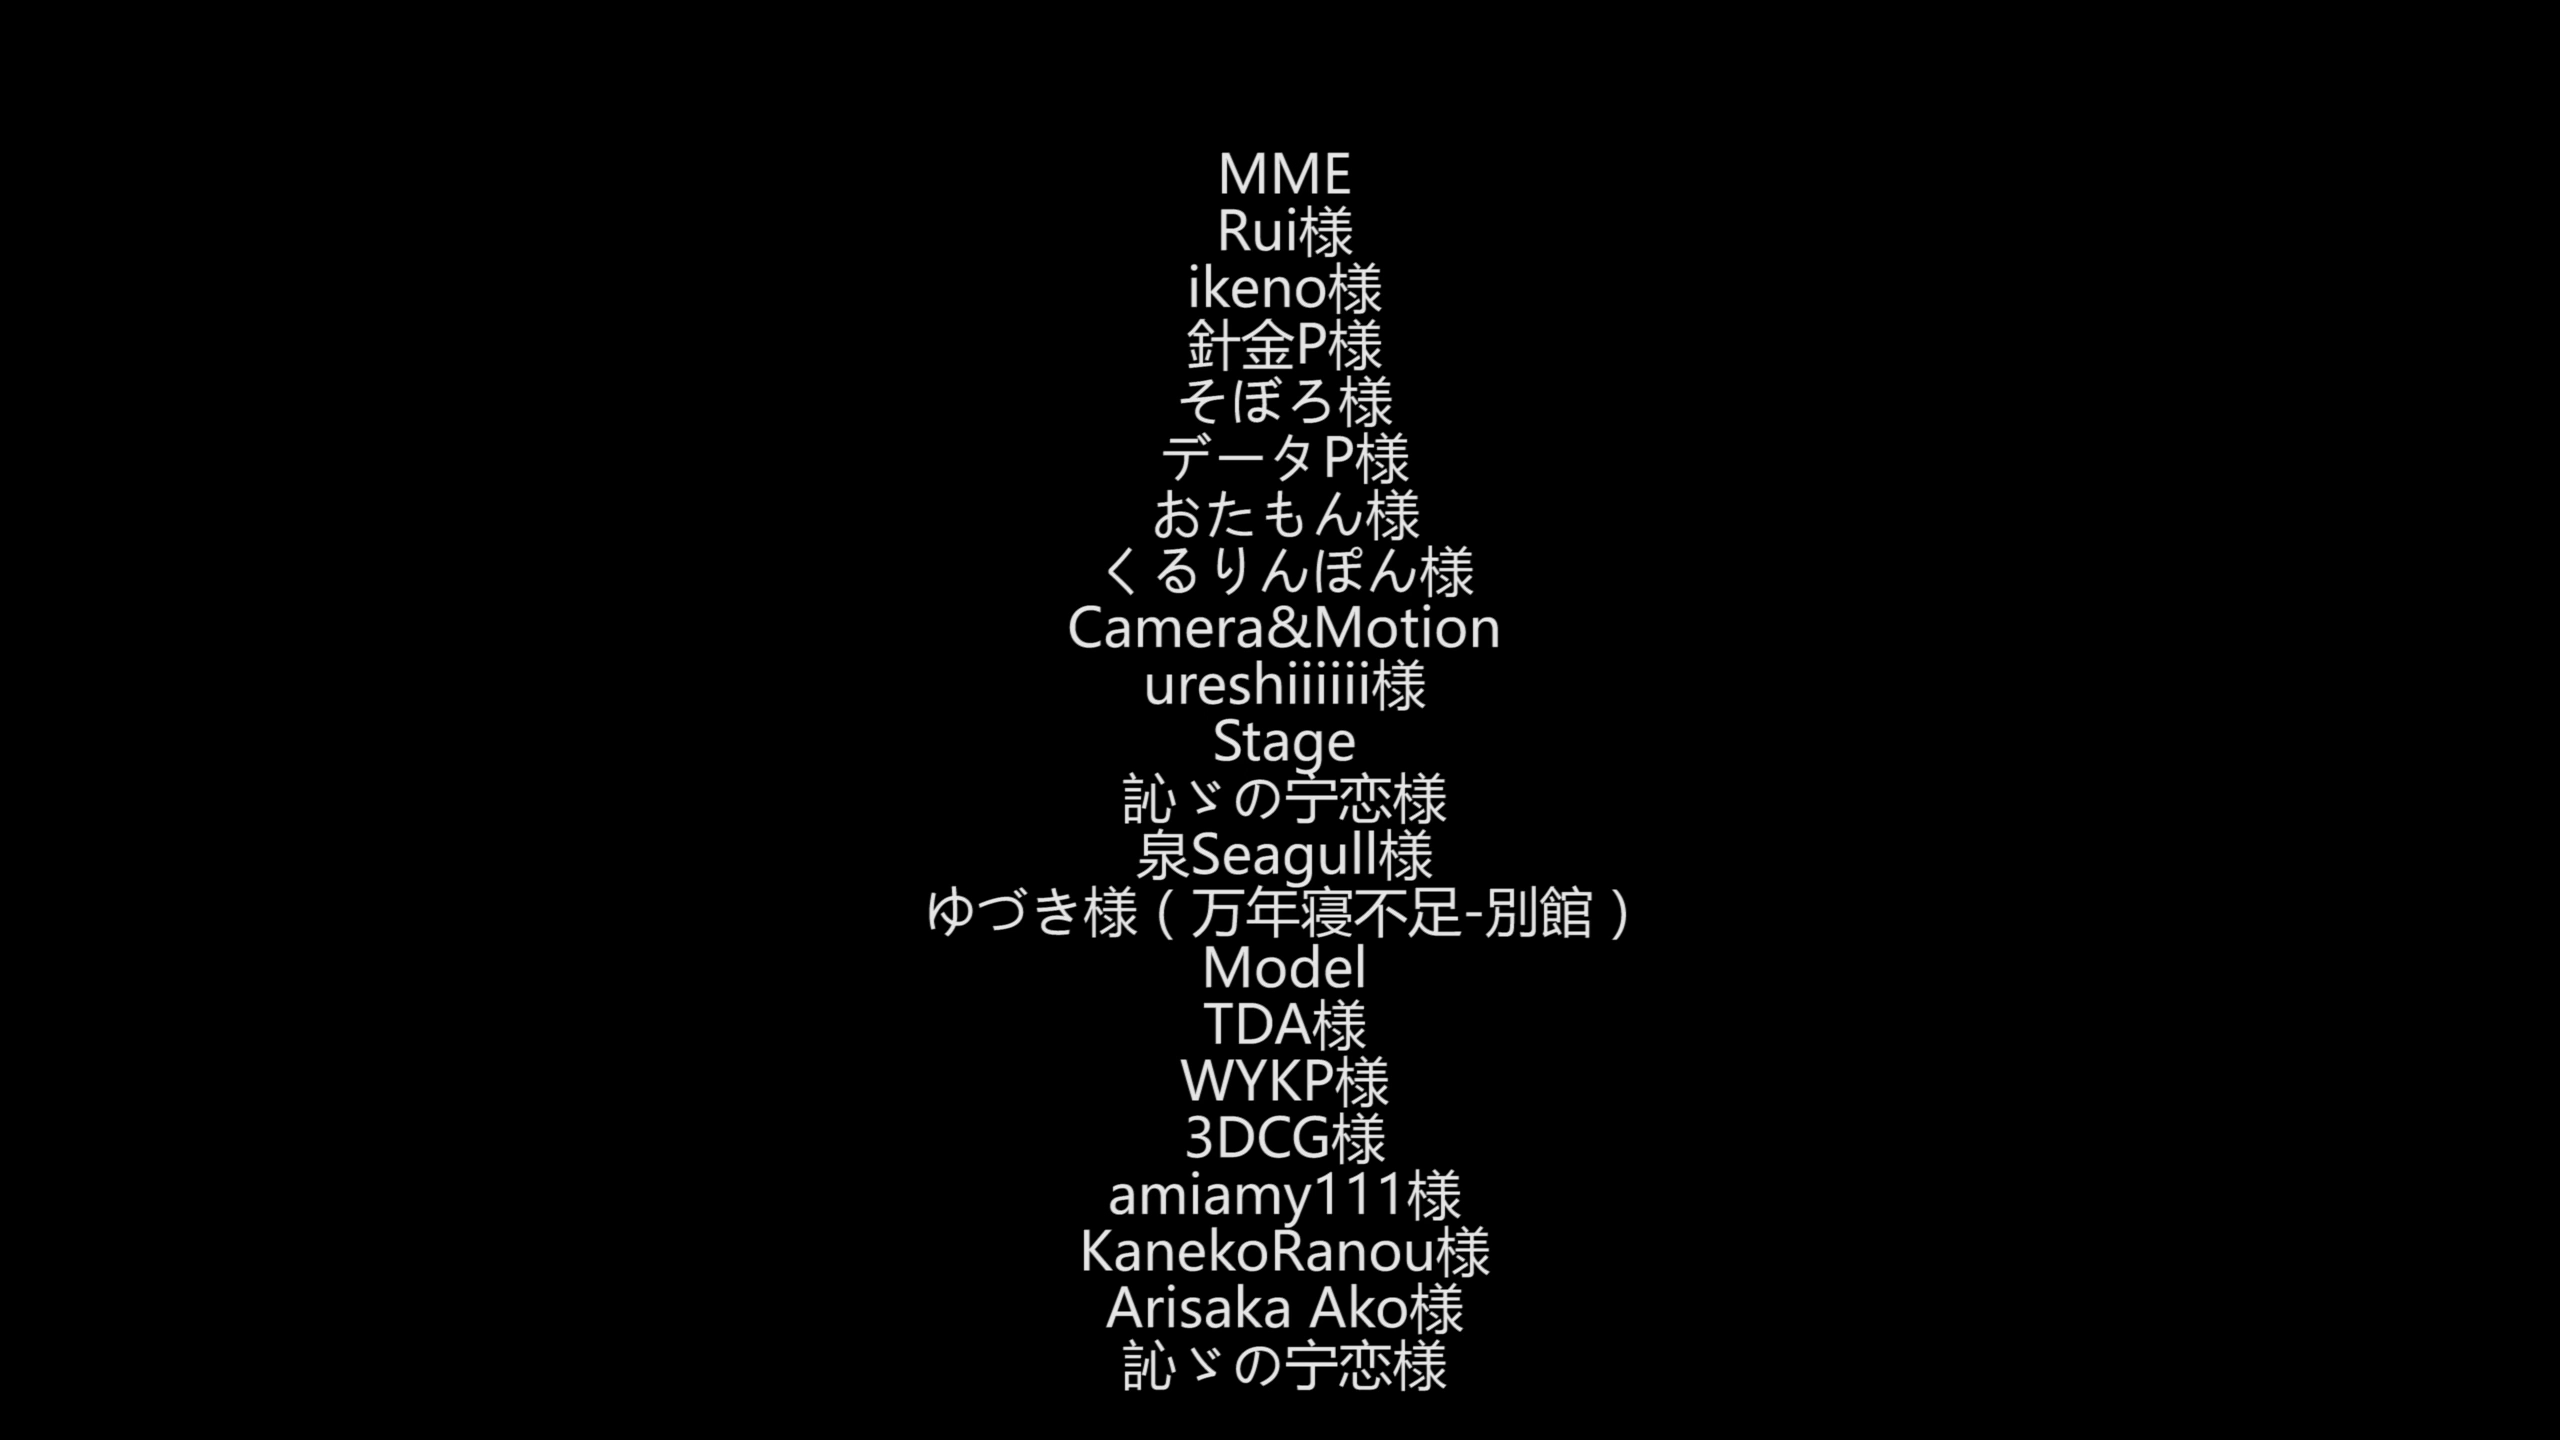 MME
Rui様
ikeno様
針金P様
そぼろ様
データP様
おたもん様
くるりんぽん様
Camera&Motion
ureshiiiiiii様
Stage
訫ゞの宁恋様
泉Seagull様
ゆづき様（万年寝不足-別館）
Model
TDA様
WYKP様
3DCG様
amiamy111様
KanekoRanou様
Arisaka Ako様
訫ゞの宁恋様